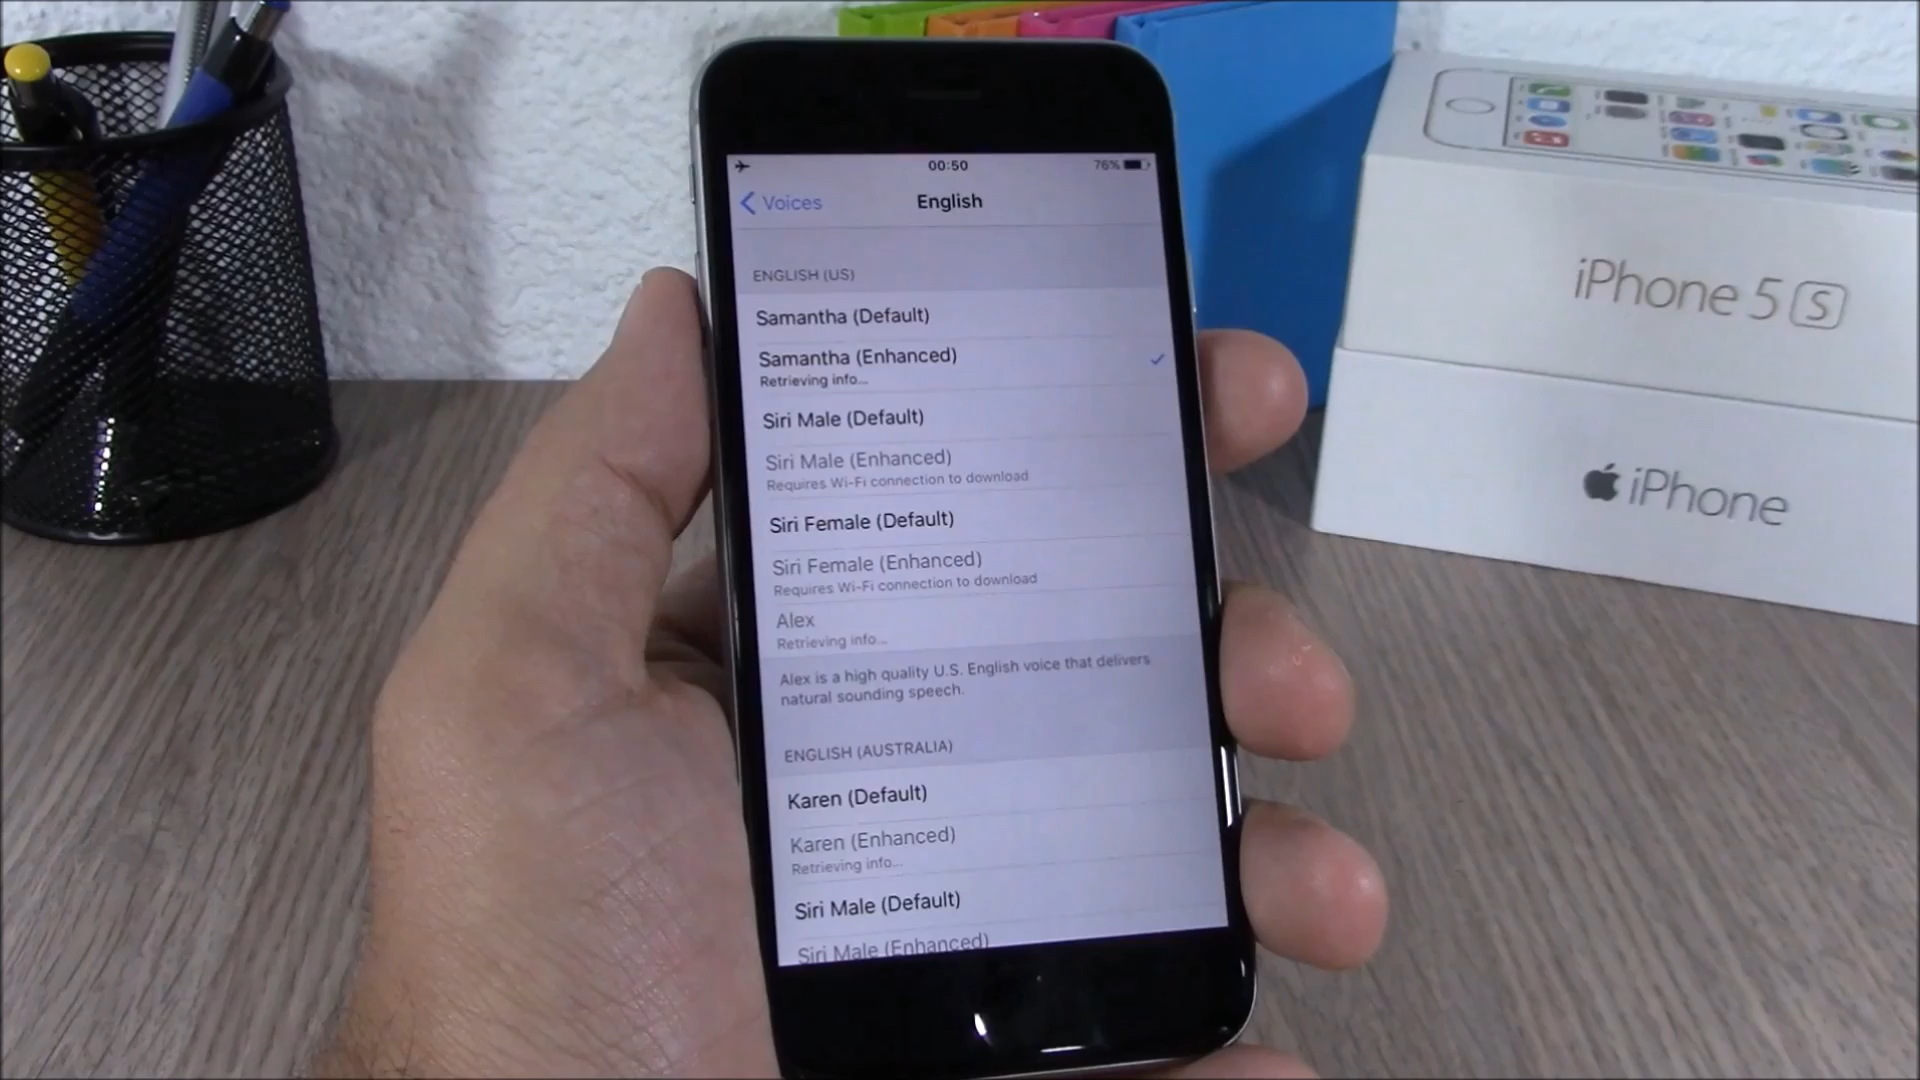 00:50
76%
Voices
English
ENGLISH (US)
Samantha (Default)
Samantha (Enhanced)
Retrieving info...
Siri Male (Default)
Siri Male (Enhanced)
Requires Wi-Fi connection to download
Siri Female (Default)
Siri Female (Enhanced)
Requires Wi-Fi connection to download
Alex
Retrieving info...
Alex is a high quality U.S. English voice that delivers
natural sounding speech.
ENGLISH (AUSTRALIA)
Karen (Default)
Karen (Enhanced)
Retrieving info...
Siri Male (Default)
Siri Male (Enhanced)
iPhone 5 S
iPhone